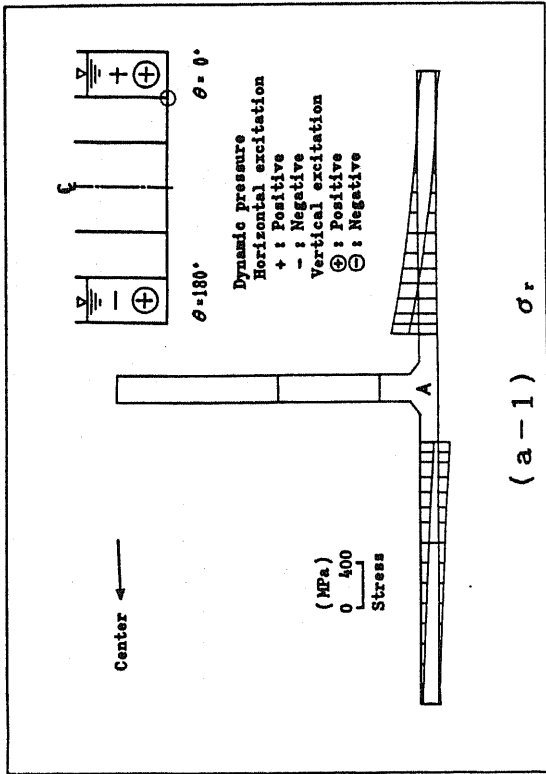 ℄
− +
⊕ ⊕
θ=180° θ= 0°
Dynamic pressure
Horizontal excitation
+ : Positive
- : Negative
Vertical excitation
⊕ : Positive
⊖ : Negative
Center
(MPa)
0 400
Stress
A
(a-1) σr